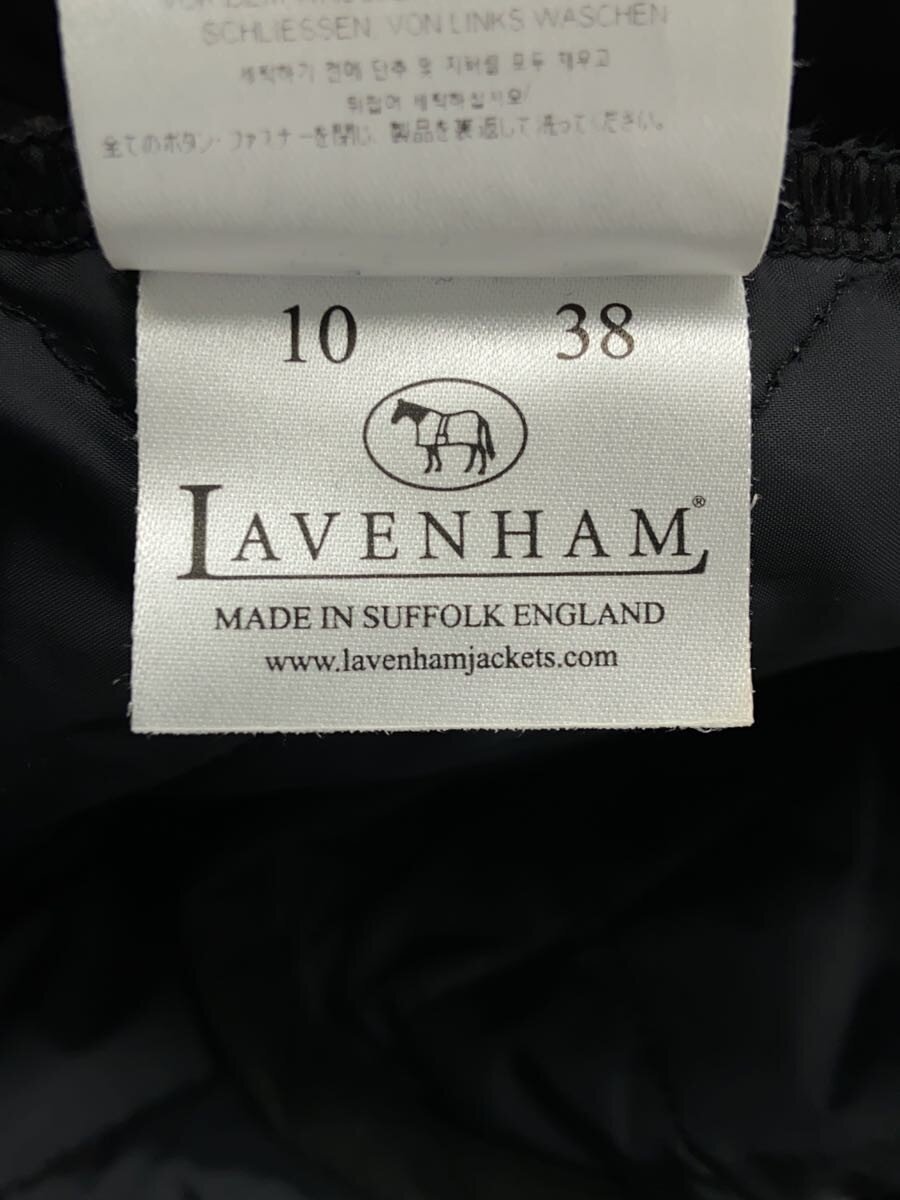 SCHLIESSEN, VON LINKS WASCHEN
세탁하기 전에 단추 및 지퍼를 모두 채우고
뒤집어 세탁하십시오/
全てのボタン・ファスナーを閉じ、製品を裏返して洗ってください。
10 38
LAVENHAM®
MADE IN SUFFOLK ENGLAND
www.lavenhamjackets.com